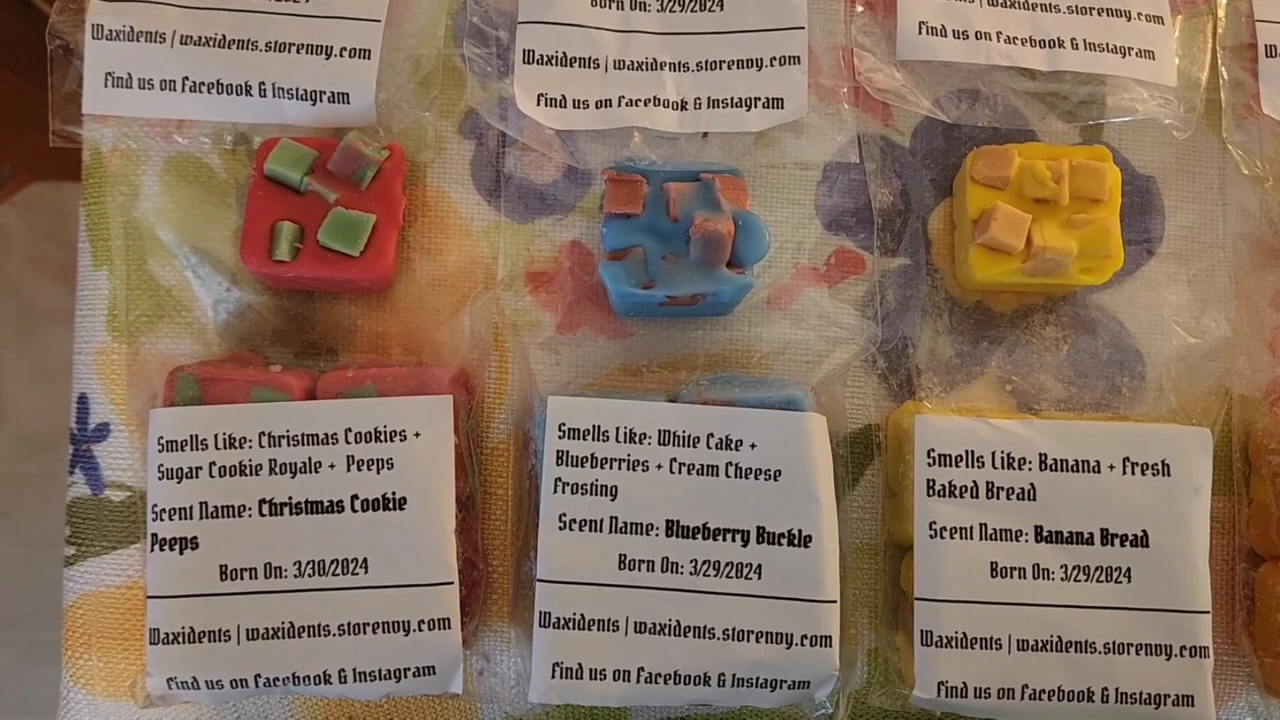 Waxidents | waxidents.storenvy.com
Find us on Facebook & Instagram
Born On: 3/29/2024
Waxidents | waxidents.storenvy.com
Find us on Facebook & Instagram
Waxidents | waxidents.storenvy.com
Find us on Facebook & Instagram
Smells Like: Christmas Cookies +
Sugar Cookie Royale + Peeps
Scent Name: Christmas Cookie
Peeps
Born On: 3/30/2024
Waxidents | waxidents.storenvy.com
Find us on Facebook & Instagram
Smells Like: White Cake +
Blueberries + Cream Cheese
Frosting
Scent Name: Blueberry Buckle
Born On: 3/29/2024
Waxidents | waxidents.storenvy.com
Find us on Facebook & Instagram
Smells Like: Banana + Fresh
Baked Bread
Scent Name: Banana Bread
Born On: 3/29/2024
Waxidents | waxidents.storenvy.com
Find us on Facebook & Instagram